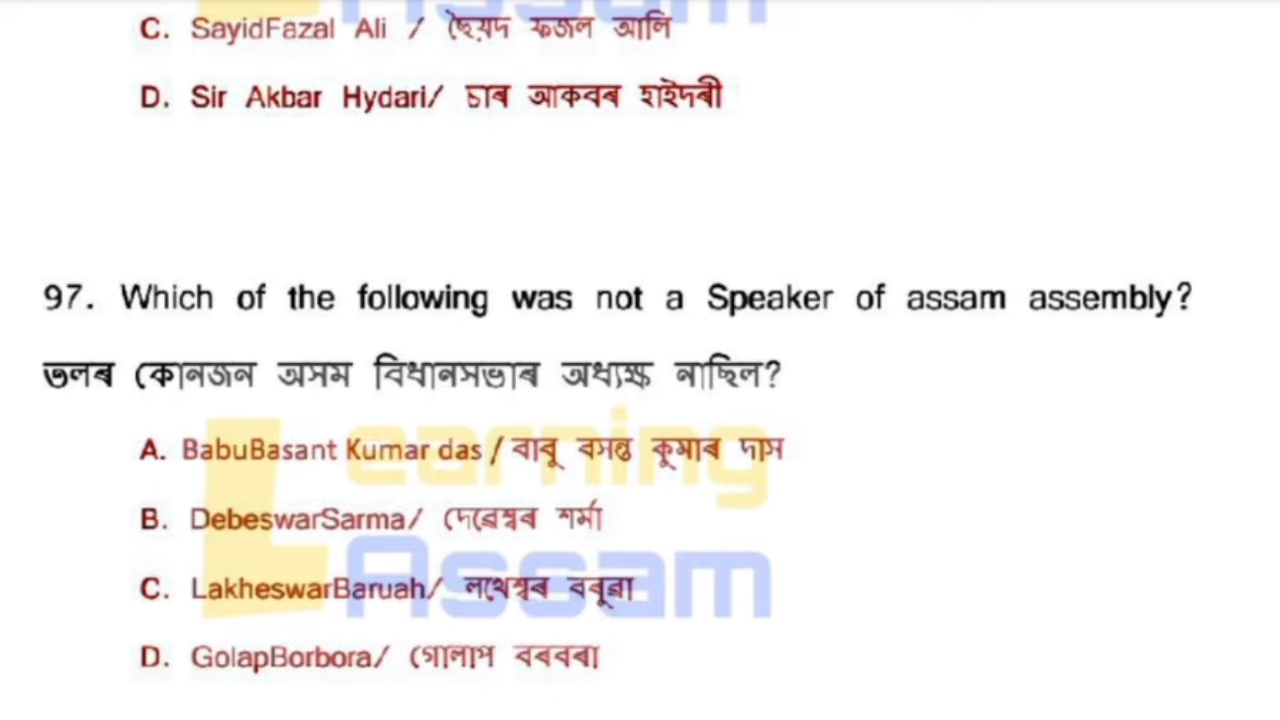 C. SayidFazal Ali / ছৈয়দ ফজল আলি
D. Sir Akbar Hydari/ চাৰ আকবৰ হাইদৰী
97. Which of the following was not a Speaker of assam assembly?
তলৰ কোনজন অসম বিধানসভাৰ অধ্যক্ষ নাছিল?
A. BabuBasant Kumar das / বাবু বসন্ত কুমাৰ দাস
B. DebeswarSarma/ দেৱেশ্বৰ শৰ্মা
C. LakheswarBaruah/ লখেশ্বৰ বৰুৱা
D. GolapBorbora/ গোলাপ বৰবৰা
Learning
Assam